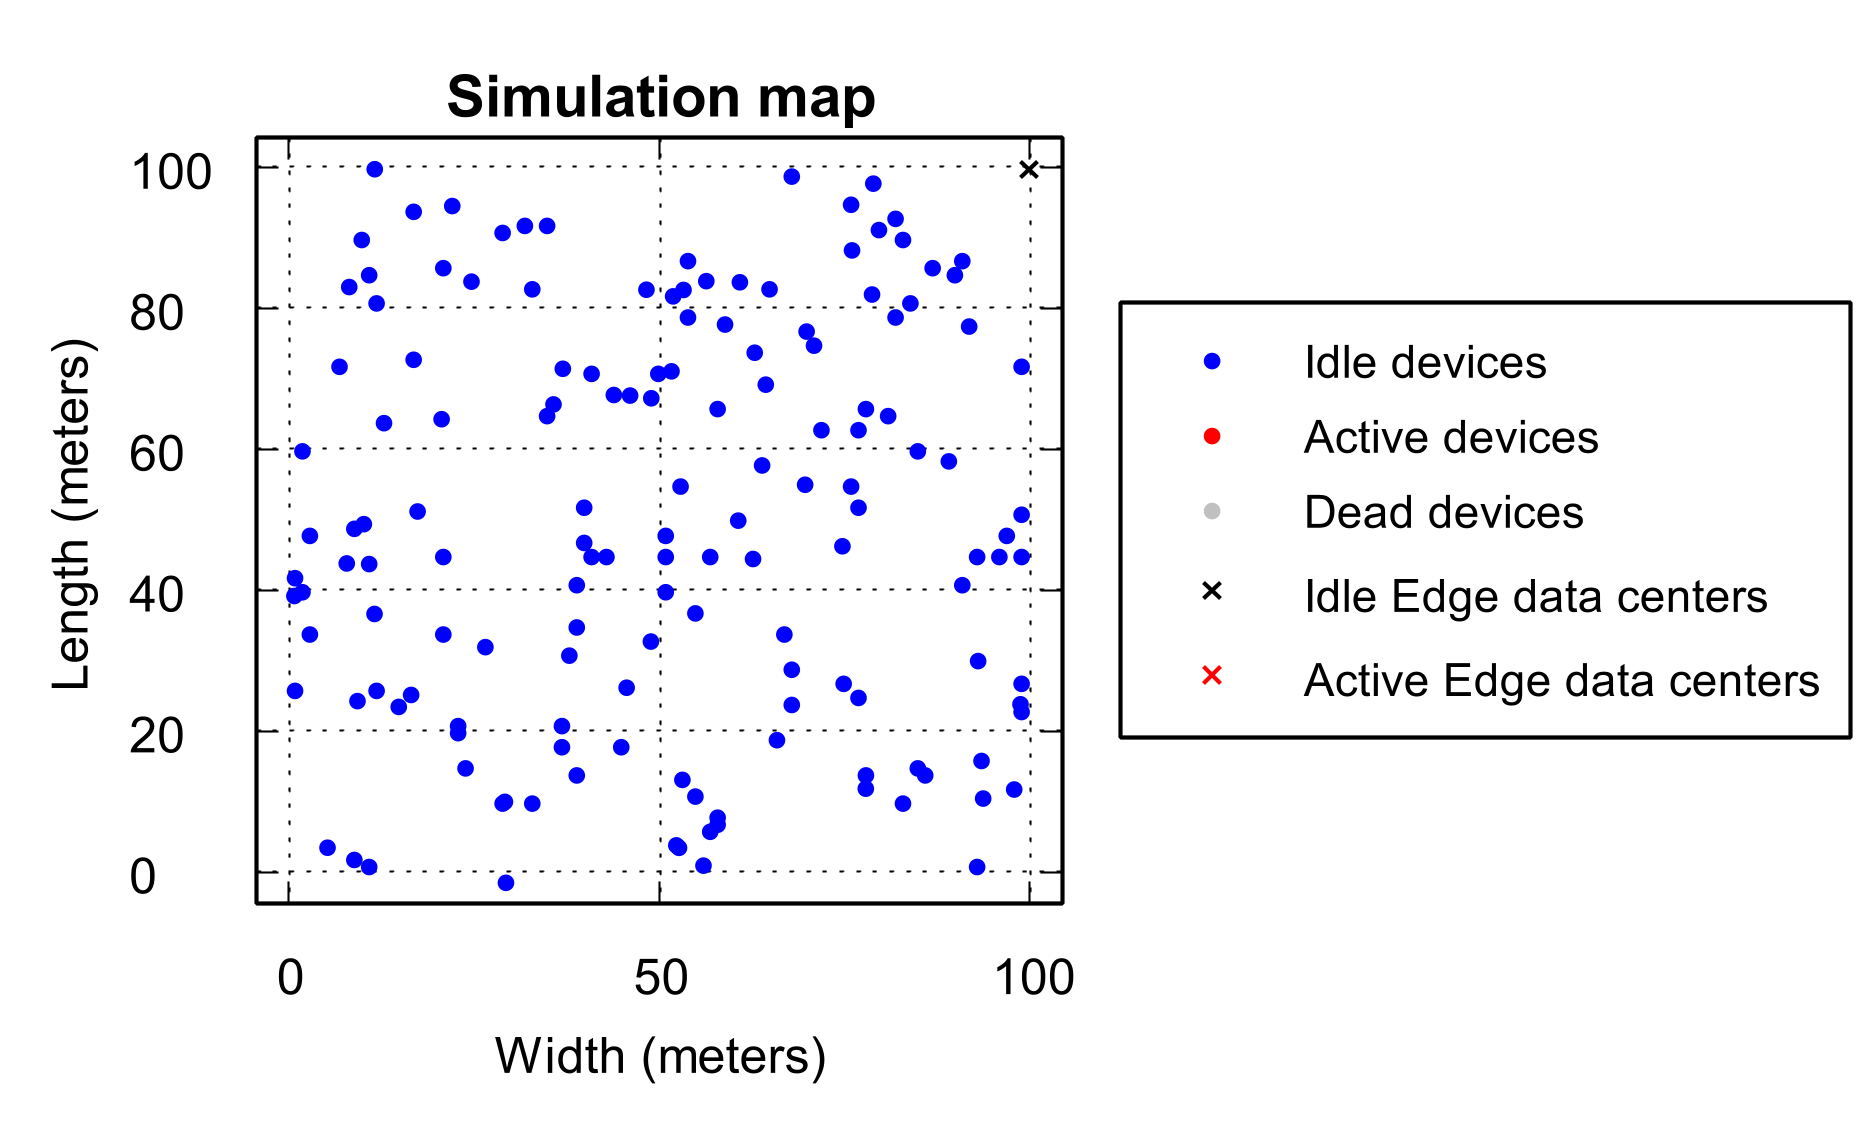 Simulation map
100
80
60
40
20
0
Length (meters)
0 50 100
Width (meters)
Idle devices
Active devices
Dead devices
Idle Edge data centers
Active Edge data centers